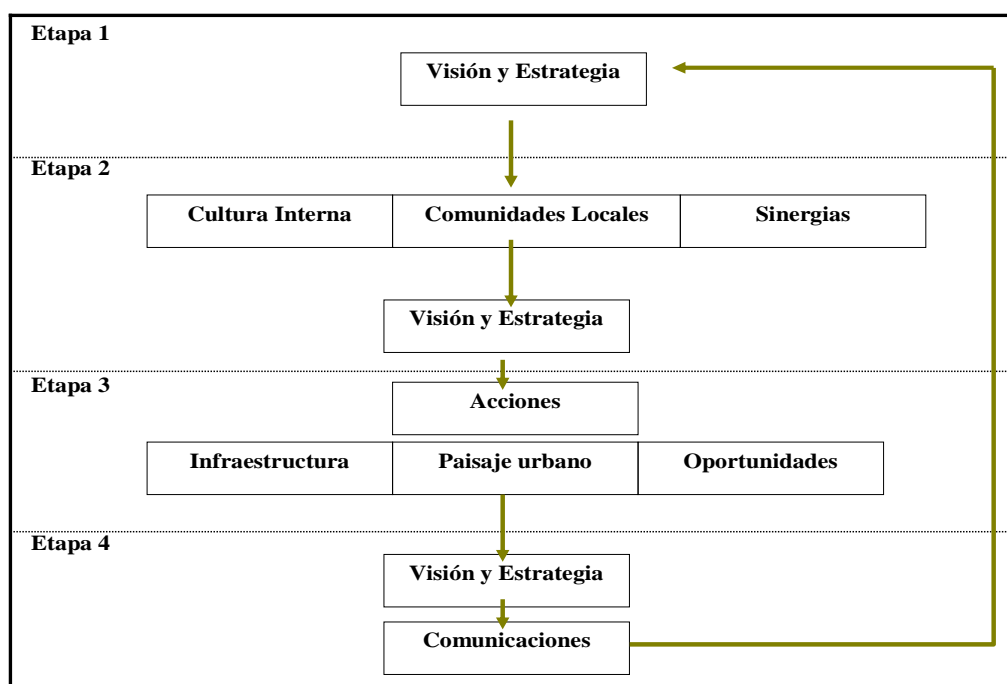 Etapa 1
Visión y Estrategia
Etapa 2
Cultura Interna
Comunidades Locales
Sinergias
Visión y Estrategia
Etapa 3
Acciones
Infraestructura
Paisaje urbano
Oportunidades
Etapa 4
Visión y Estrategia
Comunicaciones